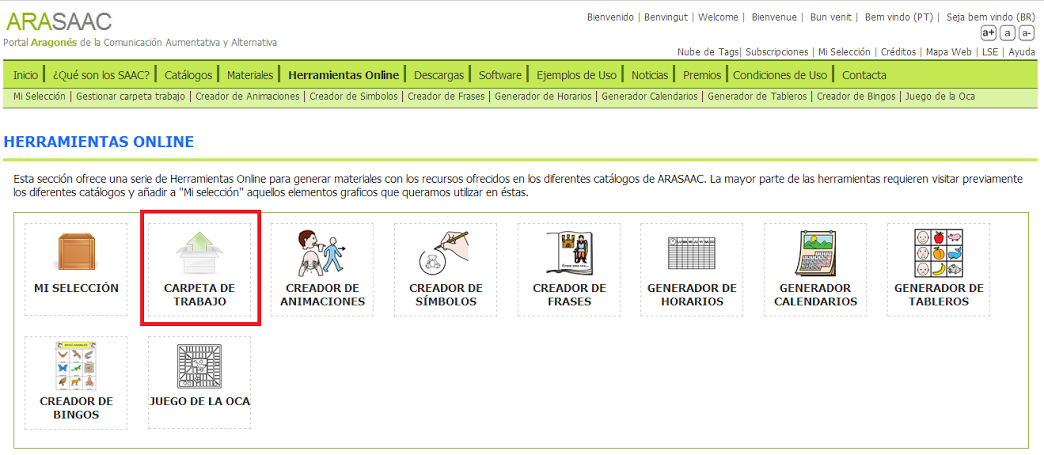 ARASAAC
Portal Aragonés de la Comunicación Aumentativa y Alternativa
Bienvenido | Benvingut | Welcome | Bienvenue | Bun venit | Bem vindo (PT) | Seja bem vindo (BR)
a+ a a-
Nube de Tags| Subscripciones | Mi Selección | Créditos | Mapa Web | LSE | Ayuda
Inicio | ¿Qué son los SAAC? | Catálogos | Materiales | Herramientas Online | Descargas | Software | Ejemplos de Uso | Noticias | Premios | Condiciones de Uso | Contacta
Mi Selección | Gestionar carpeta trabajo | Creador de Animaciones | Creador de Simbolos | Creador de Frases | Generador de Horarios | Generador Calendarios | Generador de Tableros | Creador de Bingos | Juego de la Oca
HERRAMIENTAS ONLINE
Esta sección ofrece una serie de Herramientas Online para generar materiales con los recursos ofrecidos en los diferentes catálogos de ARASAAC. La mayor parte de las herramientas requieren visitar previamente
los diferentes catálogos y añadir a "Mi selección" aquellos elementos graficos que queramos utilizar en éstas.
MI SELECCIÓN
CARPETA DE
TRABAJO
CREADOR DE
ANIMACIONES
CREADOR DE
SÍMBOLOS
CREADOR DE
FRASES
GENERADOR DE
HORARIOS
GENERADOR
CALENDARIOS
GENERADOR DE
TABLEROS
CREADOR DE
BINGOS
JUEGO DE LA OCA